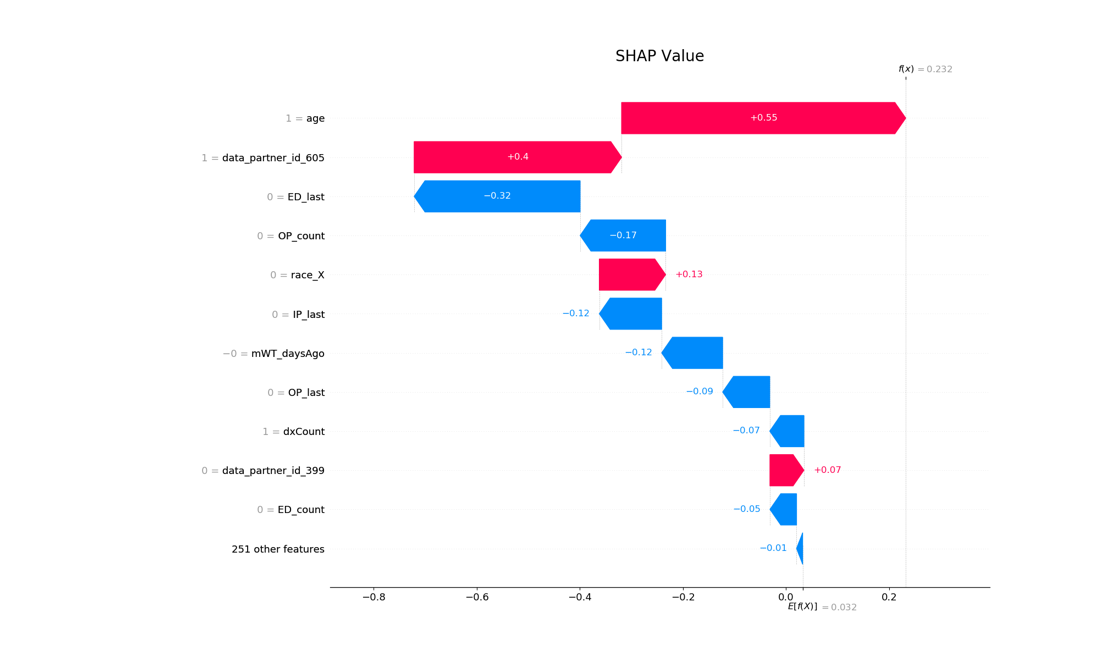 SHAP Value
f(x) = 0.232
1 = age
+0.55
1 = data_partner_id_605
+0.4
0 = ED_last
−0.32
0 = OP_count
−0.17
0 = race_X
+0.13
0 = IP_last
−0.12
−0 = mWT_daysAgo
−0.12
0 = OP_last
−0.09
1 = dxCount
−0.07
0 = data_partner_id_399
+0.07
0 = ED_count
−0.05
251 other features
−0.01
−0.8 −0.6 −0.4 −0.2 0.0 0.2
E[f(X)] = 0.032